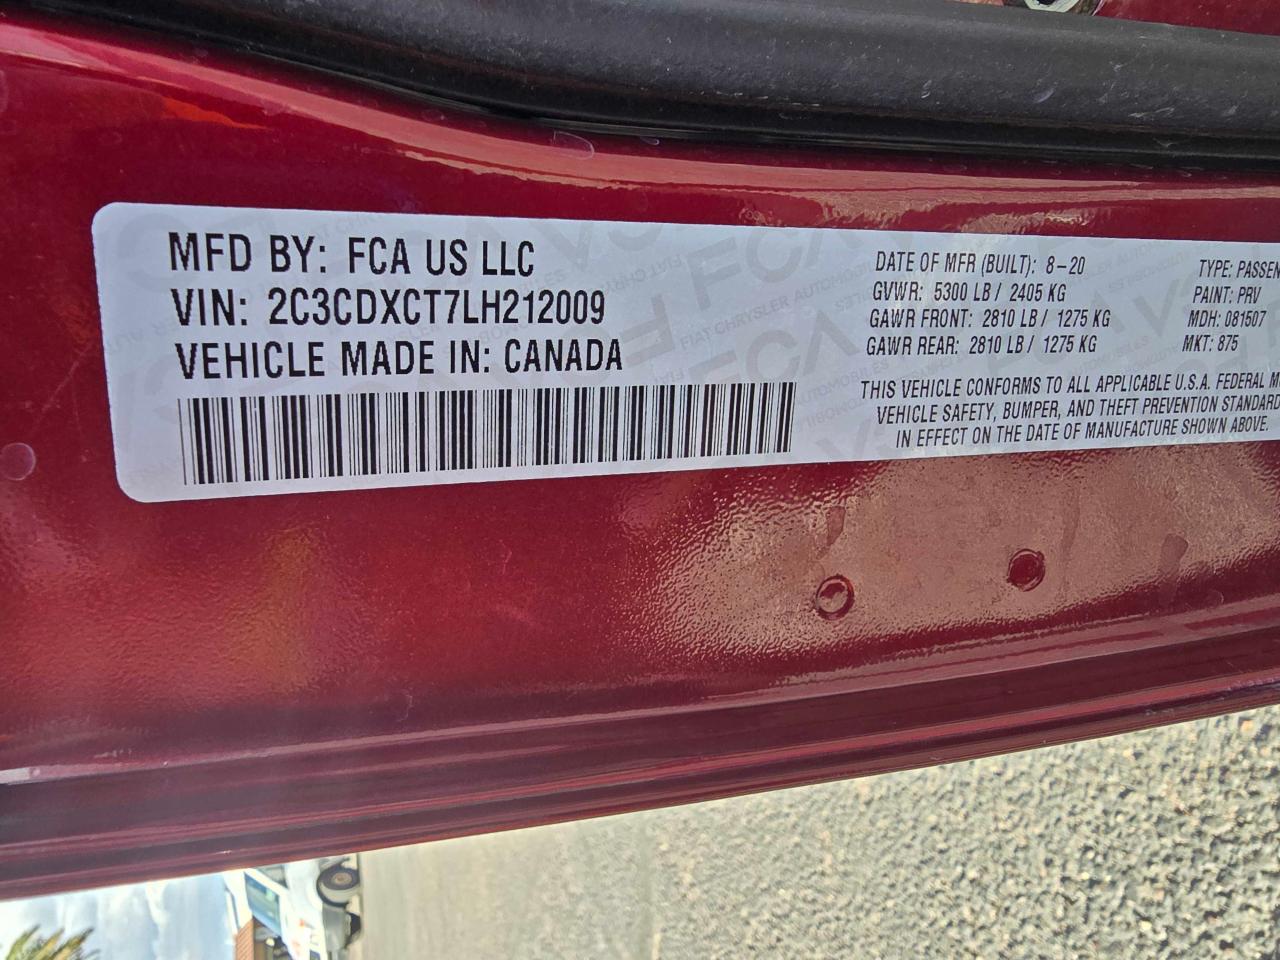 MFD BY: FCA US LLC
VIN: 2C3CDXCT7LH212009
VEHICLE MADE IN: CANADA
DATE OF MFR (BUILT): 8-20
GVWR: 5300 LB / 2405 KG
GAWR FRONT: 2810 LB / 1275 KG
GAWR REAR: 2810 LB / 1275 KG
TYPE: PASSEN
PAINT: PRV
MDH: 081507
MKT: 875
THIS VEHICLE CONFORMS TO ALL APPLICABLE U.S.A. FEDERAL M
VEHICLE SAFETY, BUMPER, AND THEFT PREVENTION STANDARD
IN EFFECT ON THE DATE OF MANUFACTURE SHOWN ABOVE.